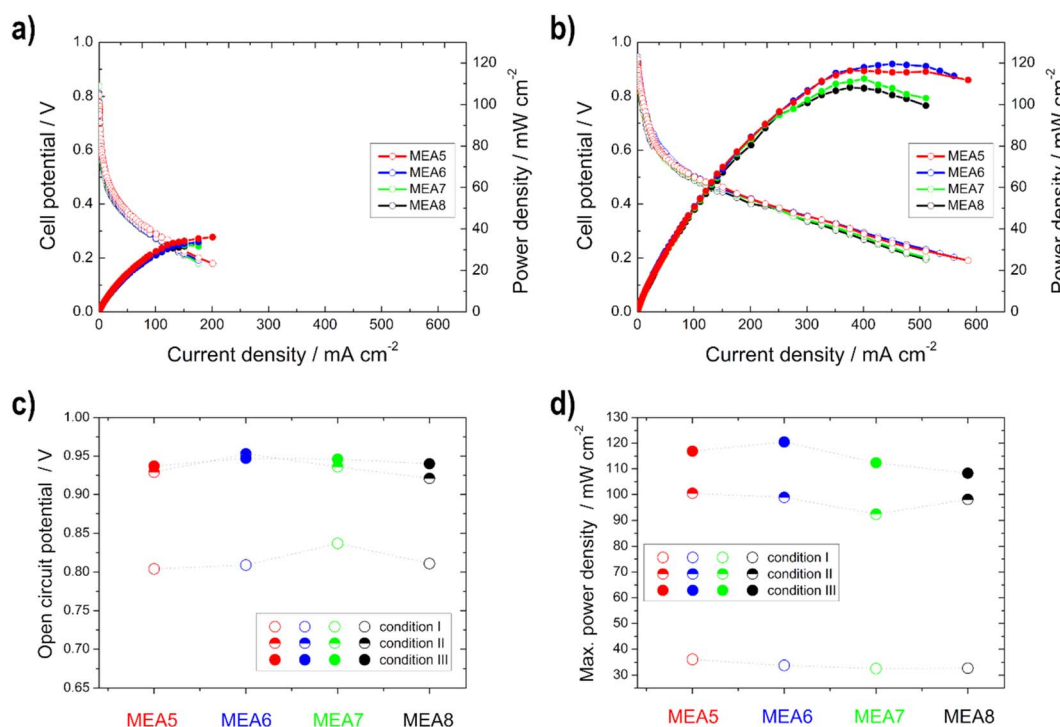 a)
1.0
0.8
0.6
0.4
0.2
0.0
Cell potential / V
120
100
80
60
40
20
0
Power density / mW cm-2
MEA5
MEA6
MEA7
MEA8
0 100 200 300 400 500 600
Current density / mA cm-2
b)
1.0
0.8
0.6
0.4
0.2
0.0
Cell potential / V
120
100
80
60
40
20
0
Power density / mW cm-2
MEA5
MEA6
MEA7
MEA8
0 100 200 300 400 500 600
Current density / mA cm-2
c)
1.00
0.95
0.90
0.85
0.80
0.75
0.70
0.65
Open circuit potential / V
condition I
condition II
condition III
MEA5 MEA6 MEA7 MEA8
d)
130
120
110
100
90
80
70
60
50
40
30
Max. power density / mW cm-2
condition I
condition II
condition III
MEA5 MEA6 MEA7 MEA8